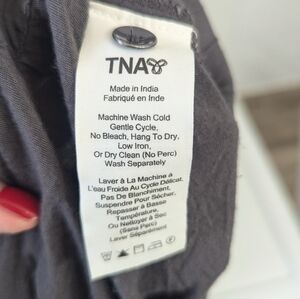 TNA
Made in India
Fabriqué en Inde
Machine Wash Cold
Gentle Cycle,
No Bleach, Hang To Dry,
Low Iron,
Or Dry Clean (No Perc)
Wash Separately
Laver à La Machine à
L'eau Froide Au Cycle Délicat,
Pas De Blanchiment,
Suspendre Pour Sécher,
Repasser à Basse
Température,
Ou Nettoyer à Sec
(Sans Perc)
Laver Séparément